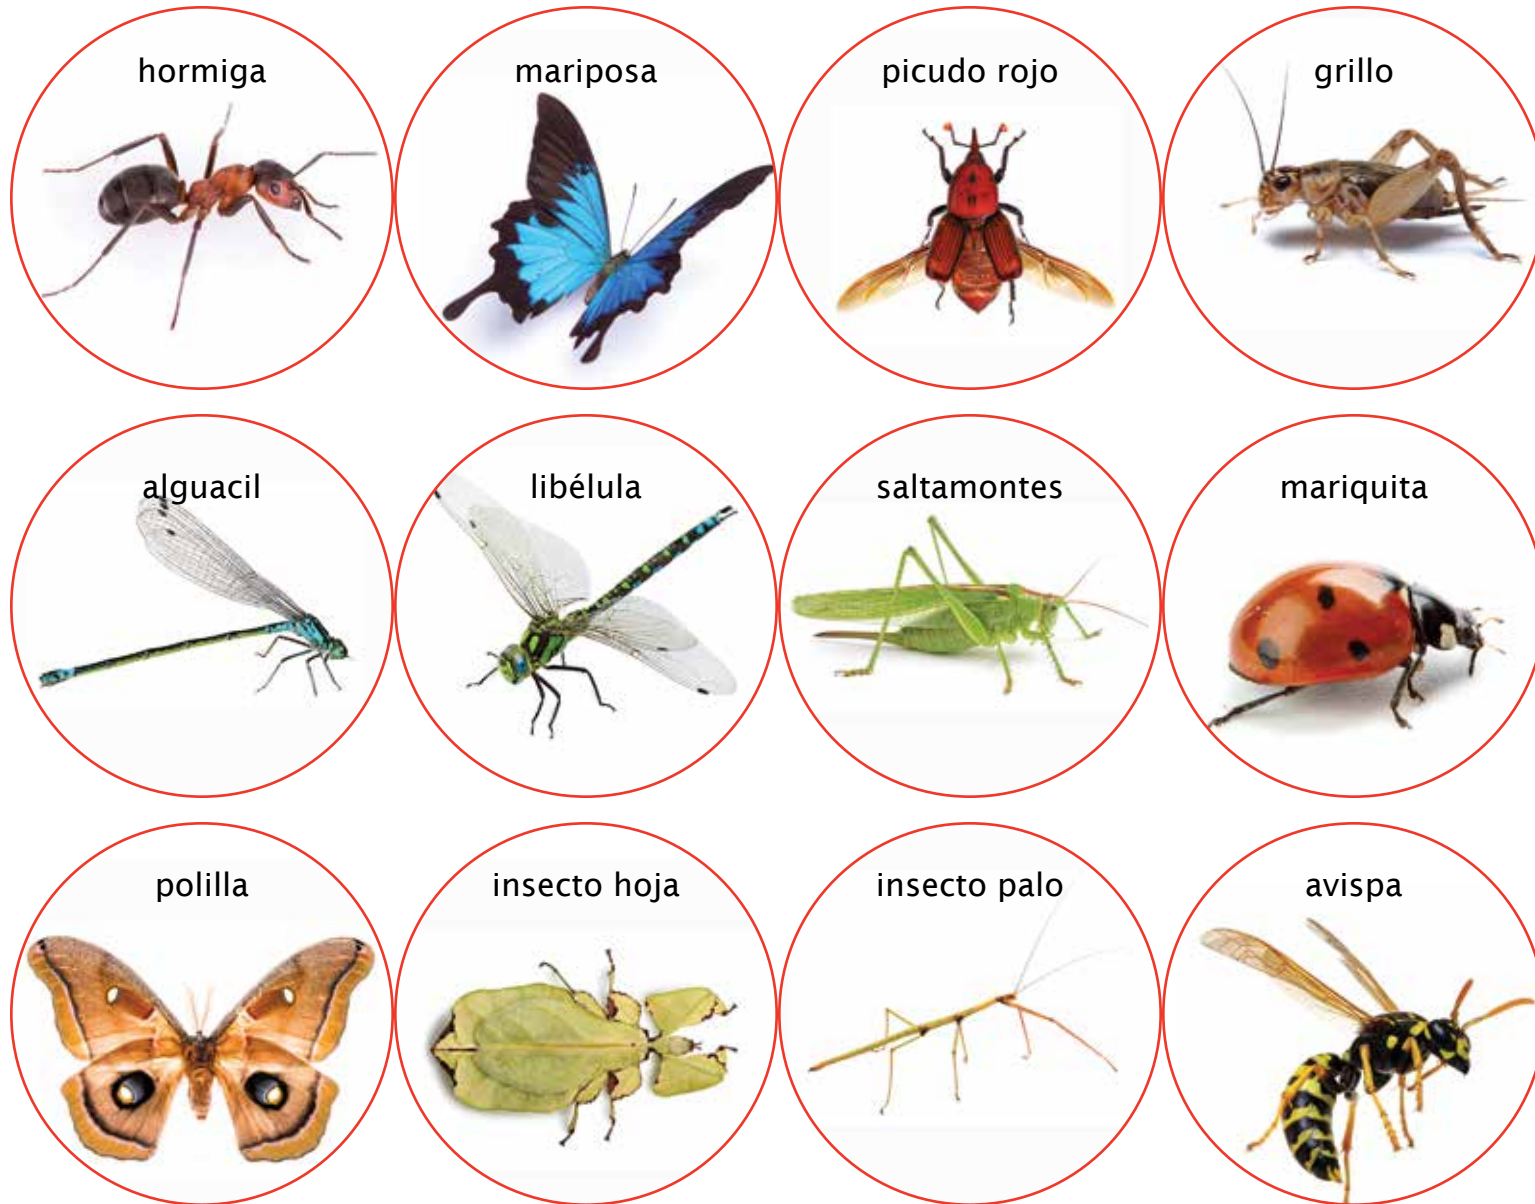 hormiga
mariposa
picudo rojo
grillo
alguacil
libélula
saltamontes
mariquita
polilla
insecto hoja
insecto palo
avispa